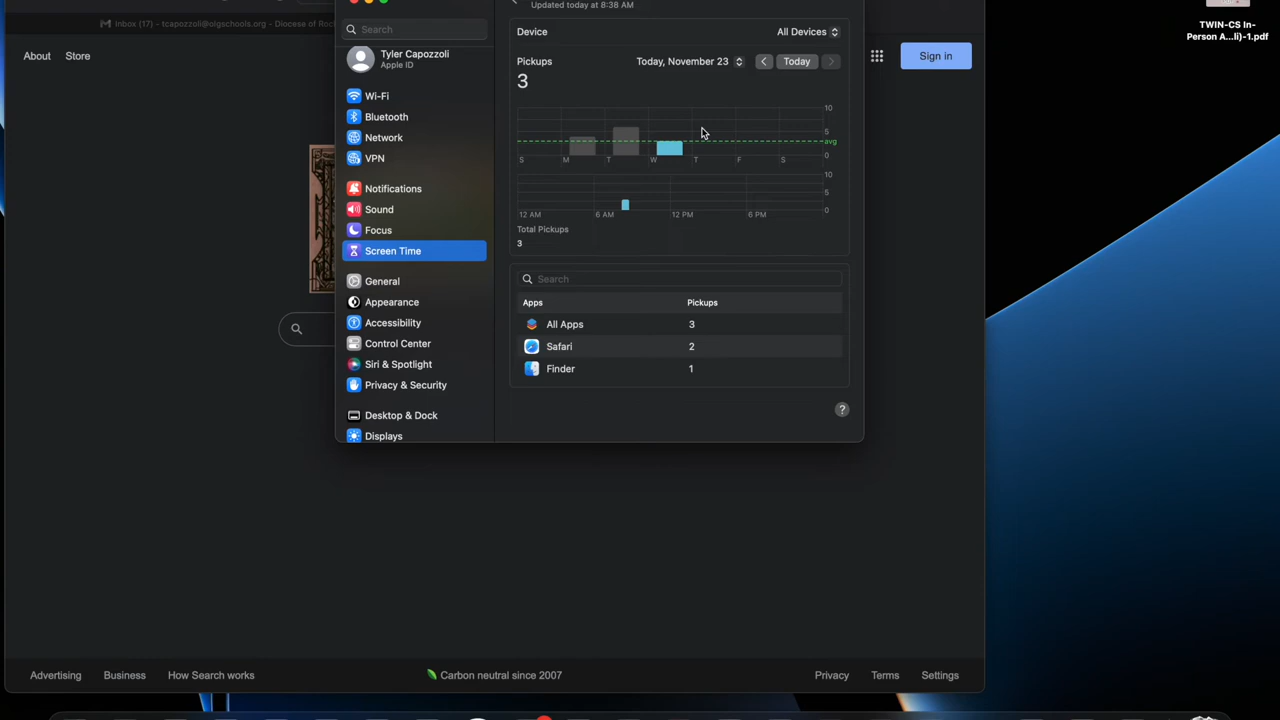 Inbox (17) - tcapozzoli@olgschools.org - Diocese of Roc
About
Store
Sign in
TWIN-CS In-
Person A...li)-1.pdf
Search
Tyler Capozzoli
Apple ID
Wi-Fi
Bluetooth
Network
VPN
Notifications
Sound
Focus
Screen Time
General
Appearance
Accessibility
Control Center
Siri & Spotlight
Privacy & Security
Desktop & Dock
Displays
Updated today at 8:38 AM
Device
All Devices
Pickups
Today, November 23
Today
3
10
5
avg
0
S M T W T F S
10
5
0
12 AM 6 AM 12 PM 6 PM
Total Pickups
3
Search
Apps Pickups
All Apps 3
Safari 2
Finder 1
?
Advertising
Business
How Search works
Carbon neutral since 2007
Privacy
Terms
Settings